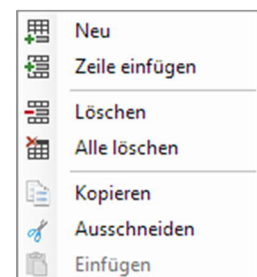 Neu
Zeile einfügen
Löschen
Alle löschen
Kopieren
Ausschneiden
Einfügen